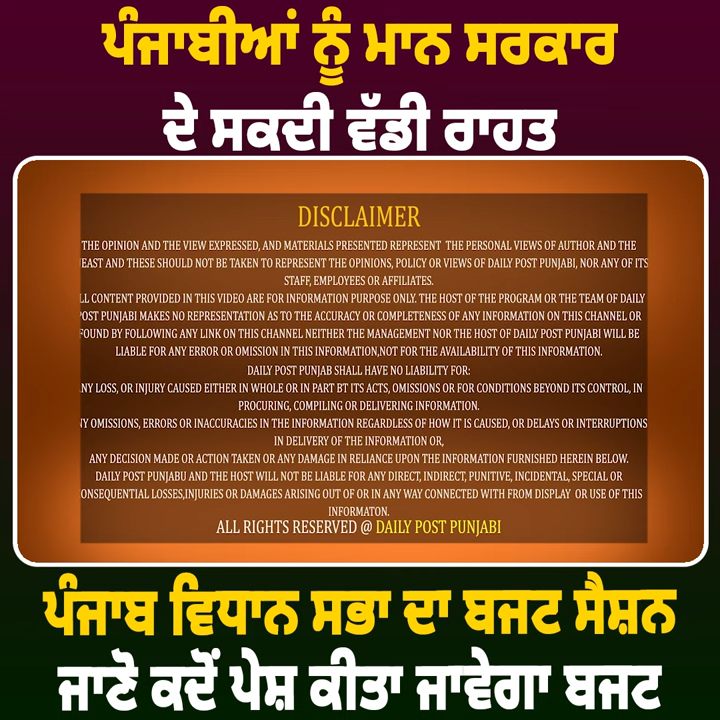 ਪੰਜਾਬੀਆਂ ਨੂੰ ਮਾਨ ਸਰਕਾਰ
ਦੇ ਸਕਦੀ ਵੱਡੀ ਰਾਹਤ
DISCLAIMER
THE OPINION AND THE VIEW EXPRESSED, AND MATERIALS PRESENTED REPRESENT THE PERSONAL VIEWS OF AUTHOR AND THE
EAST AND THESE SHOULD NOT BE TAKEN TO REPRESENT THE OPINIONS, POLICY OR VIEWS OF DAILY POST PUNJABI, NOR ANY OF ITS
STAFF, EMPLOYEES OR AFFILIATES.
LL CONTENT PROVIDED IN THIS VIDEO ARE FOR INFORMATION PURPOSE ONLY. THE HOST OF THE PROGRAM OR THE TEAM OF DAILY
POST PUNJABI MAKES NO REPRESENTATION AS TO THE ACCURACY OR COMPLETENESS OF ANY INFORMATION ON THIS CHANNEL OR
FOUND BY FOLLOWING ANY LINK ON THIS CHANNEL NEITHER THE MANAGEMENT NOR THE HOST OF DAILY POST PUNJABI WILL BE
LIABLE FOR ANY ERROR OR OMISSION IN THIS INFORMATION,NOT FOR THE AVAILABILITY OF THIS INFORMATION.
DAILY POST PUNJAB SHALL HAVE NO LIABILITY FOR:
NY LOSS, OR INJURY CAUSED EITHER IN WHOLE OR IN PART BT ITS ACTS, OMISSIONS OR FOR CONDITIONS BEYOND ITS CONTROL, IN
PROCURING, COMPILING OR DELIVERING INFORMATION.
Y OMISSIONS, ERRORS OR INACCURACIES IN THE INFORMATION REGARDLESS OF HOW IT IS CAUSED, OR DELAYS OR INTERRUPTIONS
IN DELIVERY OF THE INFORMATION OR,
ANY DECISION MADE OR ACTION TAKEN OR ANY DAMAGE IN RELIANCE UPON THE INFORMATION FURNISHED HEREIN BELOW.
DAILY POST PUNJABU AND THE HOST WILL NOT BE LIABLE FOR ANY DIRECT, INDIRECT, PUNITIVE, INCIDENTAL, SPECIAL OR
ONSEQUENTIAL LOSSES,INJURIES OR DAMAGES ARISING OUT OF OR IN ANY WAY CONNECTED WITH FROM DISPLAY OR USE OF THIS
INFORMATON.
ALL RIGHTS RESERVED @ DAILY POST PUNJABI
ਪੰਜਾਬ ਵਿਧਾਨ ਸਭਾ ਦਾ ਬਜਟ ਸੈਸ਼ਨ
ਜਾਣੋ ਕਦੋਂ ਪੇਸ਼ ਕੀਤਾ ਜਾਵੇਗਾ ਬਜਟ